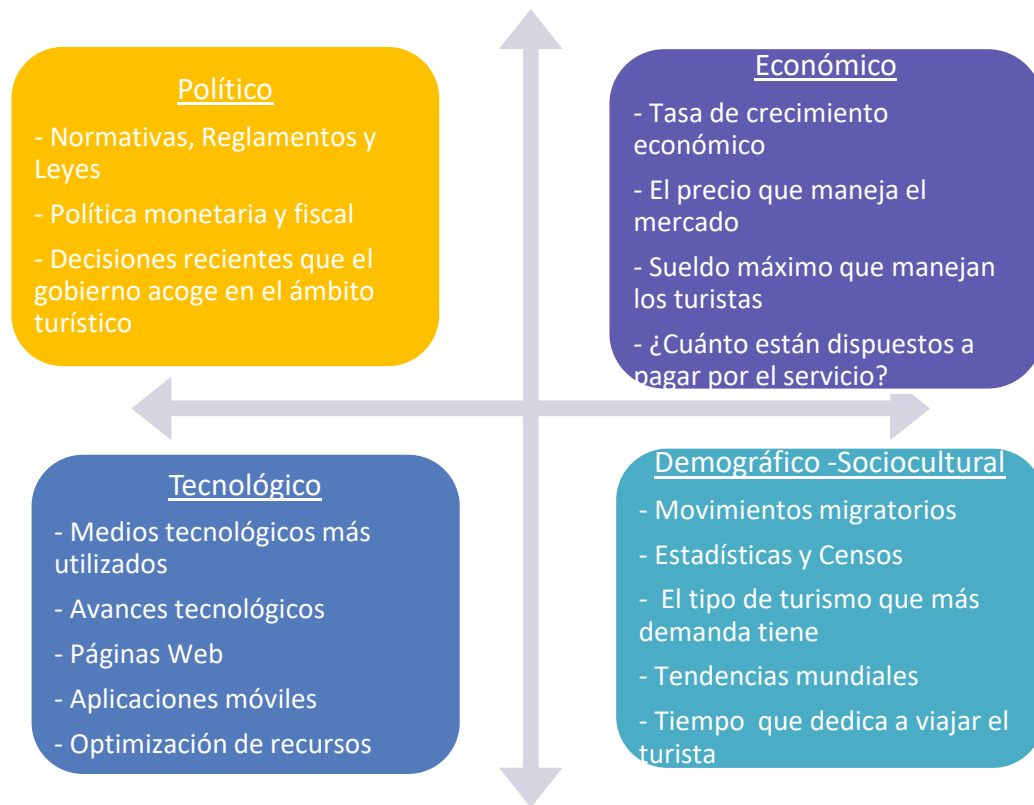 Político
- Normativas, Reglamentos y
Leyes
- Política monetaria y fiscal
- Decisiones recientes que el
gobierno acoge en el ámbito
turístico
Económico
- Tasa de crecimiento
económico
- El precio que maneja el
mercado
- Sueldo máximo que manejan
los turistas
- ¿Cuánto están dispuestos a
pagar por el servicio?
Tecnológico
- Medios tecnológicos más
utilizados
- Avances tecnológicos
- Páginas Web
- Aplicaciones móviles
- Optimización de recursos
Demográfico -Sociocultural
- Movimientos migratorios
- Estadísticas y Censos
-  El tipo de turismo que más
demanda tiene
- Tendencias mundiales
- Tiempo  que dedica a viajar el
turista